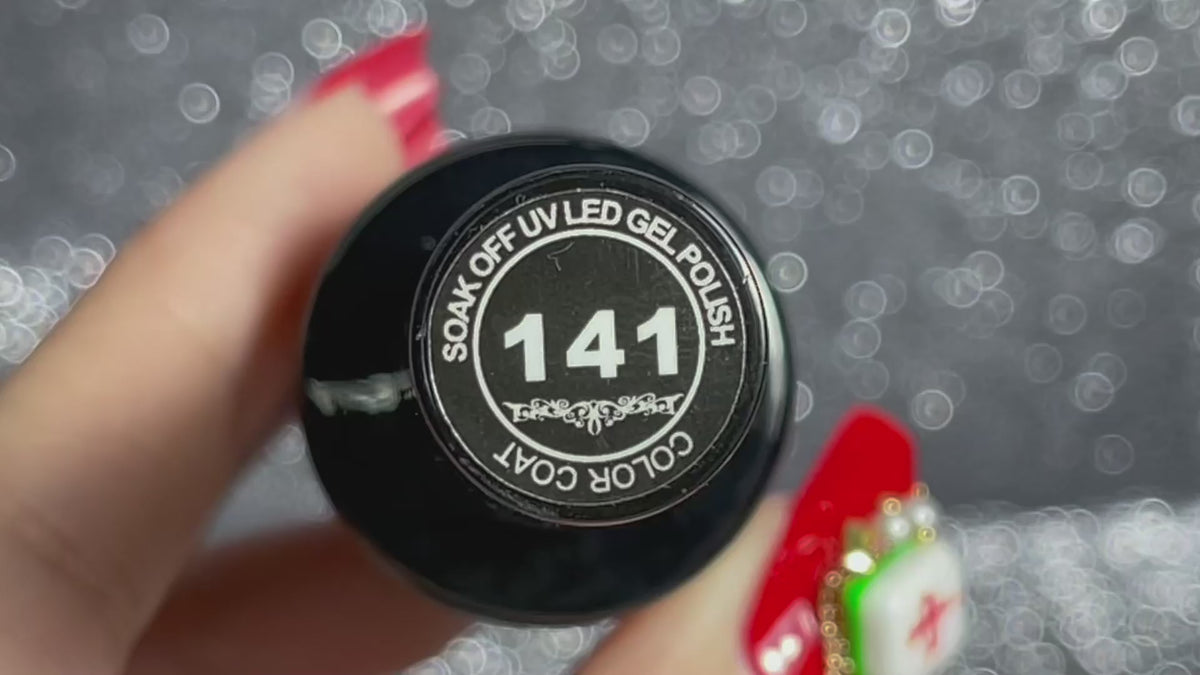 SOAK OFF UV LED GEL POLISH
141
COLOR COAT